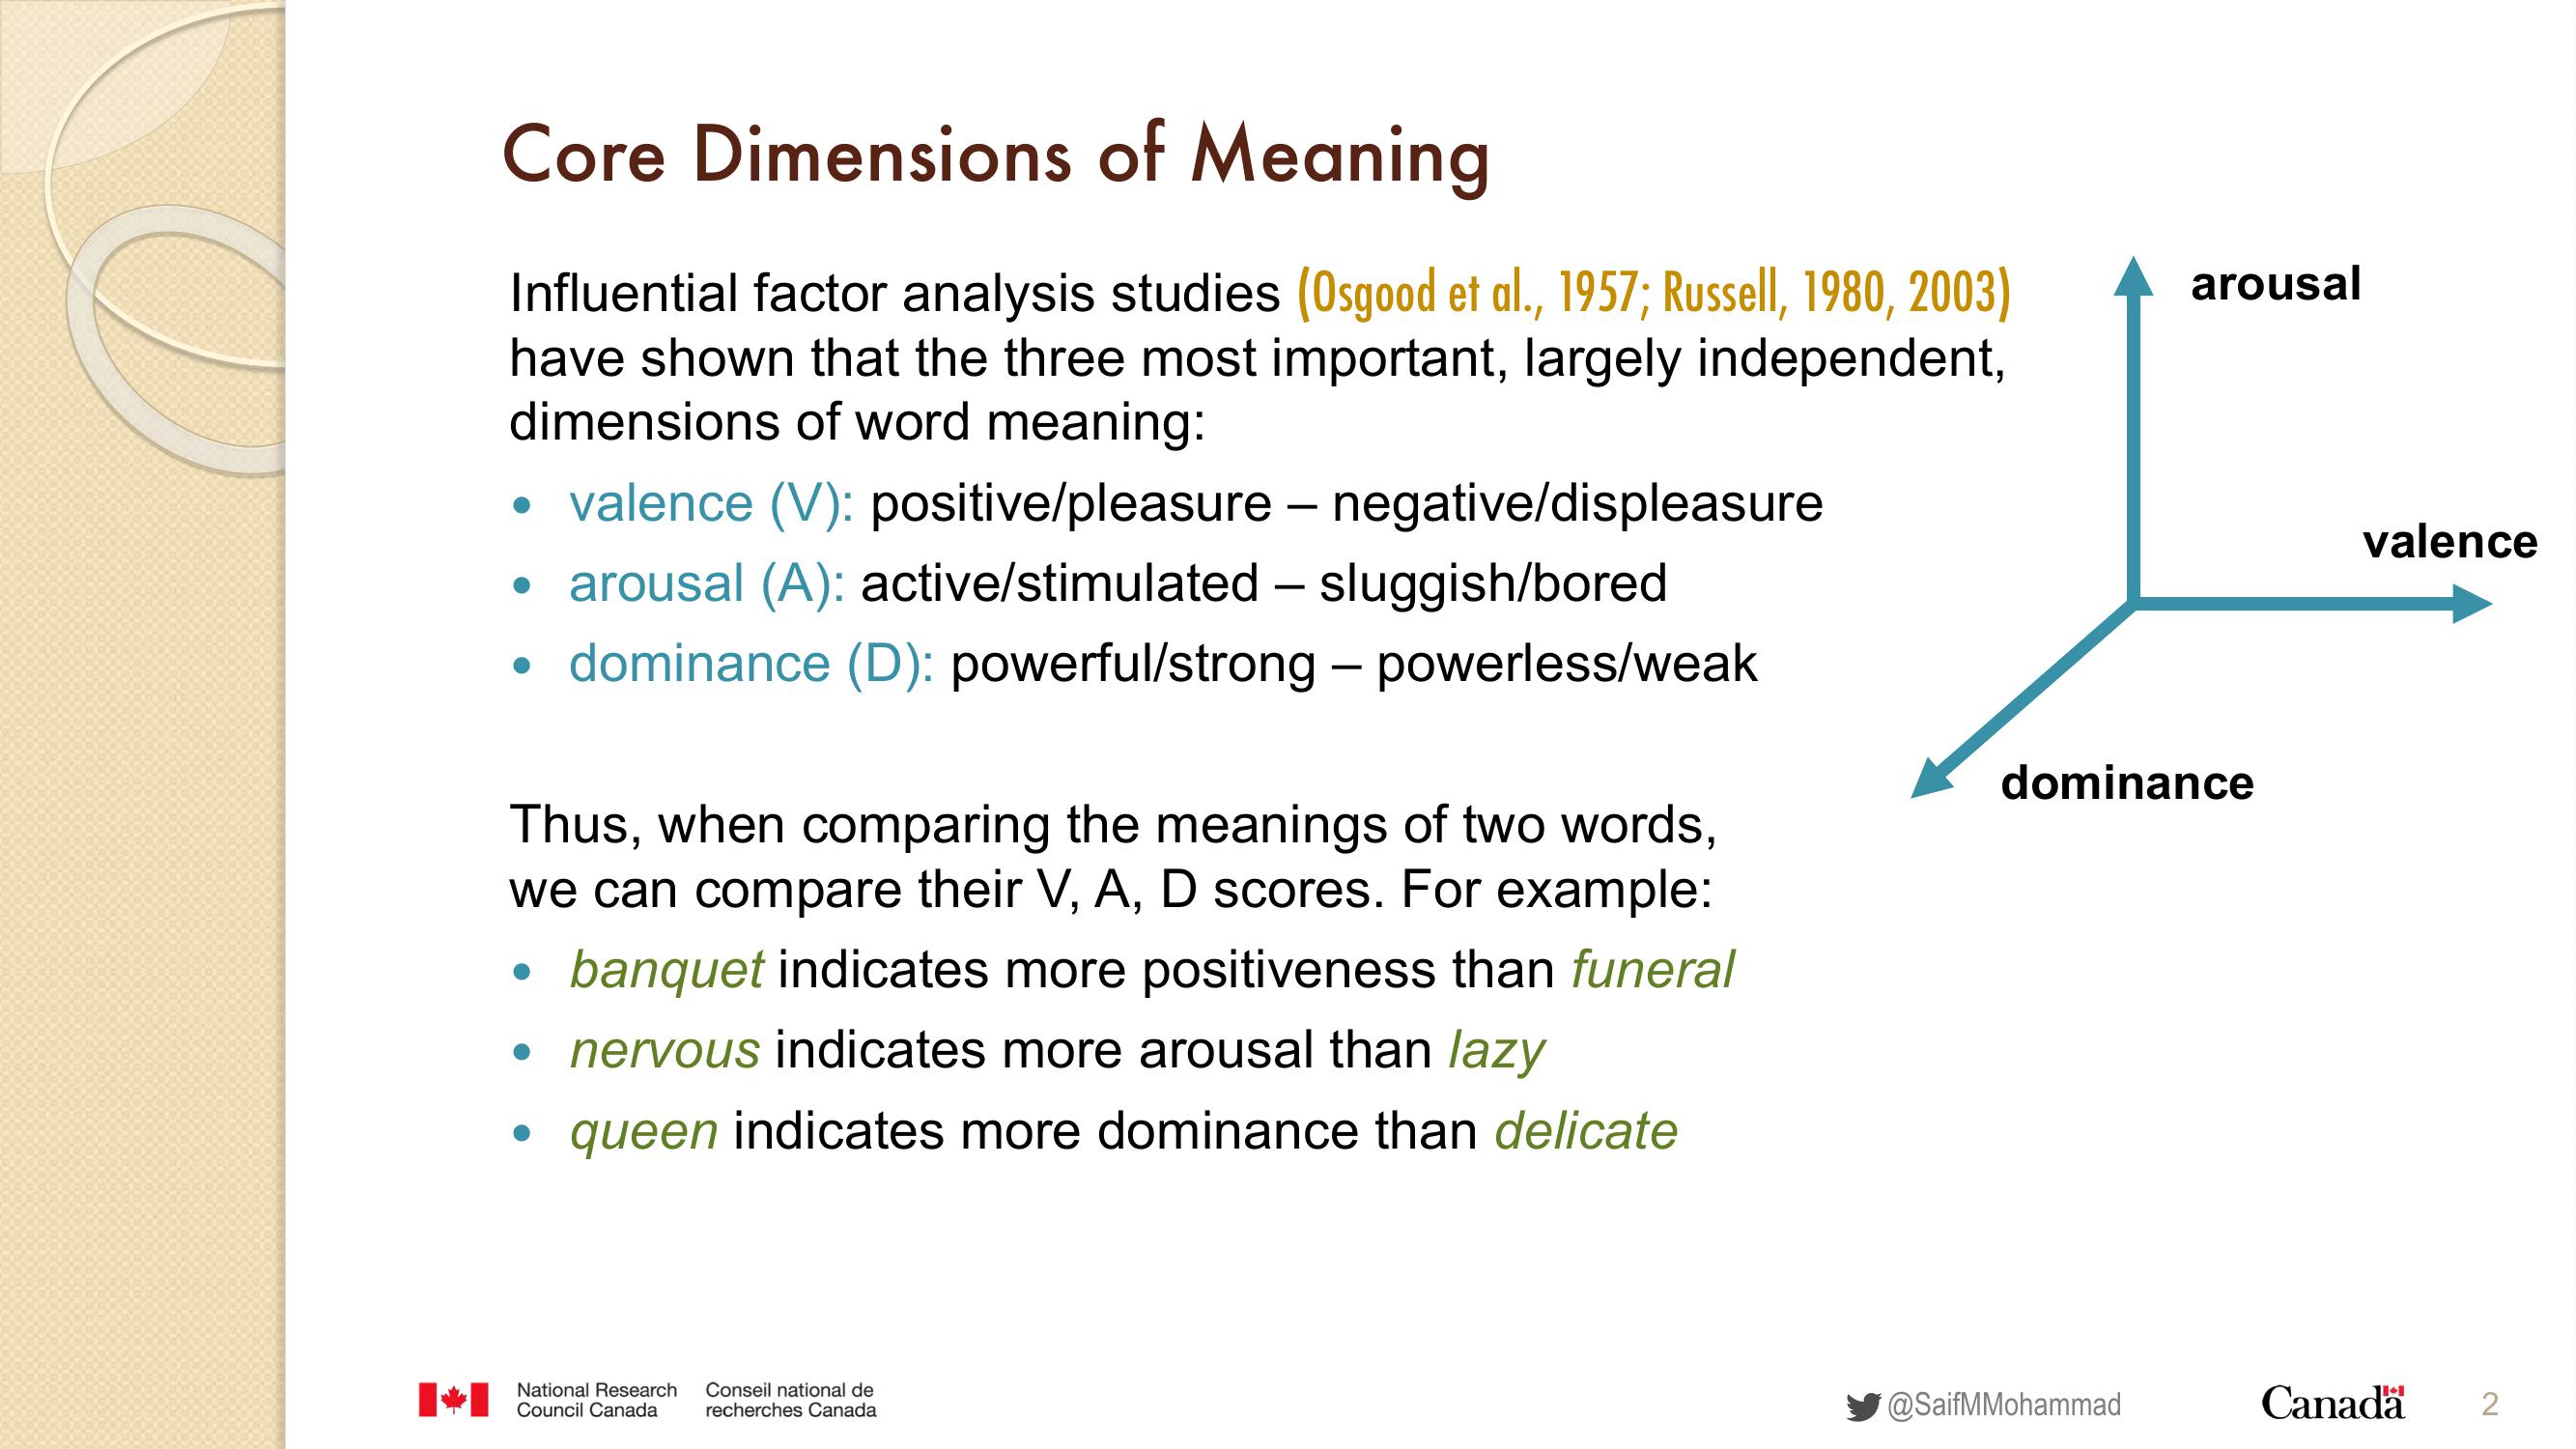 Core Dimensions of Meaning
Influential factor analysis studies (Osgood et al., 1957; Russell, 1980, 2003)
have shown that the three most important, largely independent,
dimensions of word meaning:
• valence (V): positive/pleasure – negative/displeasure
• arousal (A): active/stimulated – sluggish/bored
• dominance (D): powerful/strong – powerless/weak
arousal
valence
dominance
Thus, when comparing the meanings of two words,
we can compare their V, A, D scores. For example:
• banquet indicates more positiveness than funeral
• nervous indicates more arousal than lazy
• queen indicates more dominance than delicate
National Research
Council Canada
Conseil national de
recherches Canada
@SaifMMohammad
Canada
2